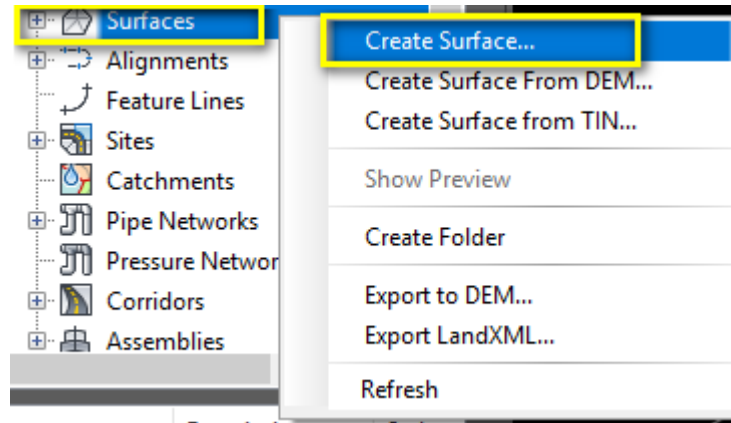 Surfaces
Alignments
Feature Lines
Sites
Catchments
Pipe Networks
Pressure Networ
Corridors
Assemblies
Create Surface...
Create Surface From DEM...
Create Surface from TIN...
Show Preview
Create Folder
Export to DEM...
Export LandXML...
Refresh